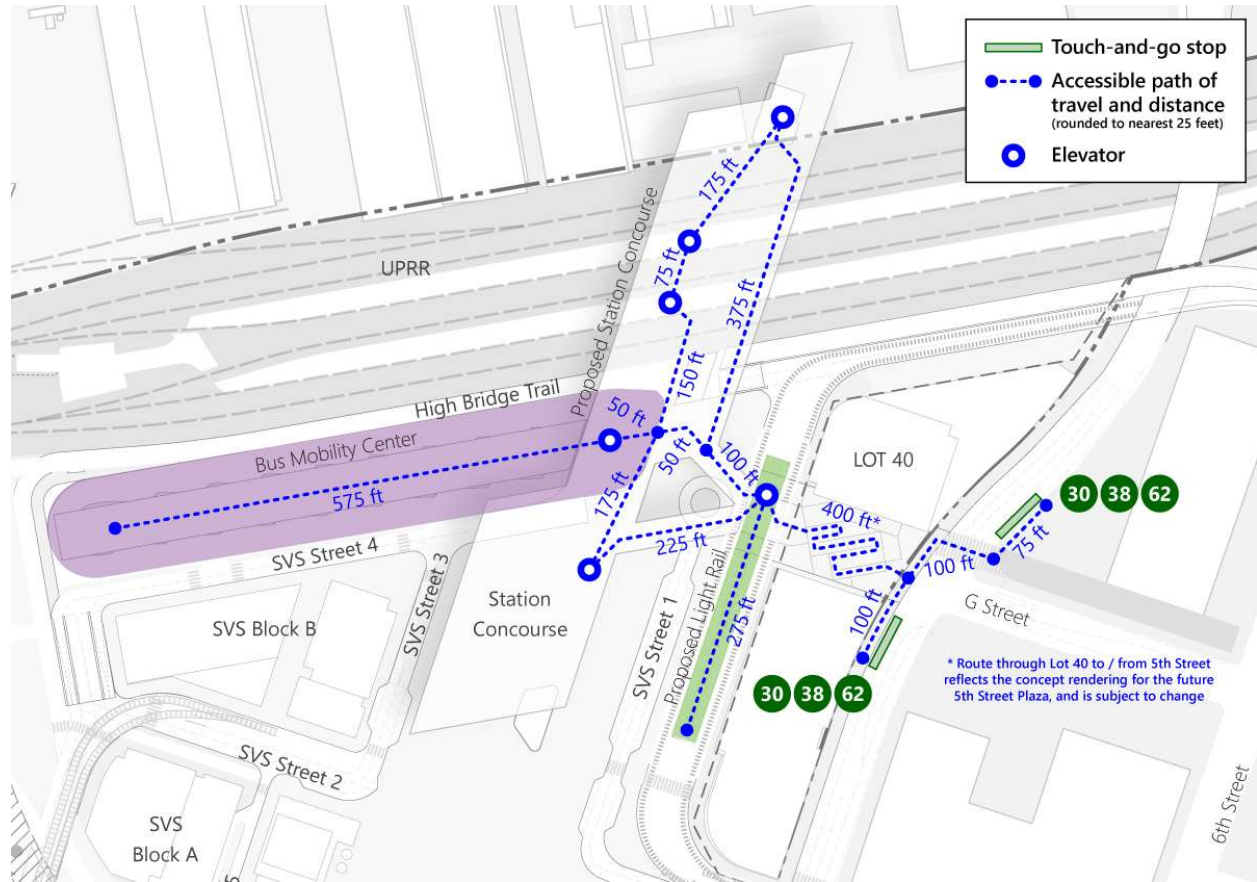 Touch-and-go stop
Accessible path of
travel and distance
(rounded to nearest 25 feet)
Elevator
175 ft
Proposed Station Concourse
UPRR
75 ft
375 ft
150 ft
High Bridge Trail
50 ft
Bus Mobility Center
50 ft
100 ft
LOT 40
575 ft
175 ft
30 38 62
400 ft*
225 ft
75 ft
SVS Street 4
100 ft
SVS Street 3
Station
Concourse
G Street
SVS Block B
SVS Street 1
Proposed Light Rail
275 ft
100 ft
* Route through Lot 40 to / from 5th Street
reflects the concept rendering for the future
5th Street Plaza, and is subject to change
30 38 62
SVS Street 2
6th Street
SVS
Block A